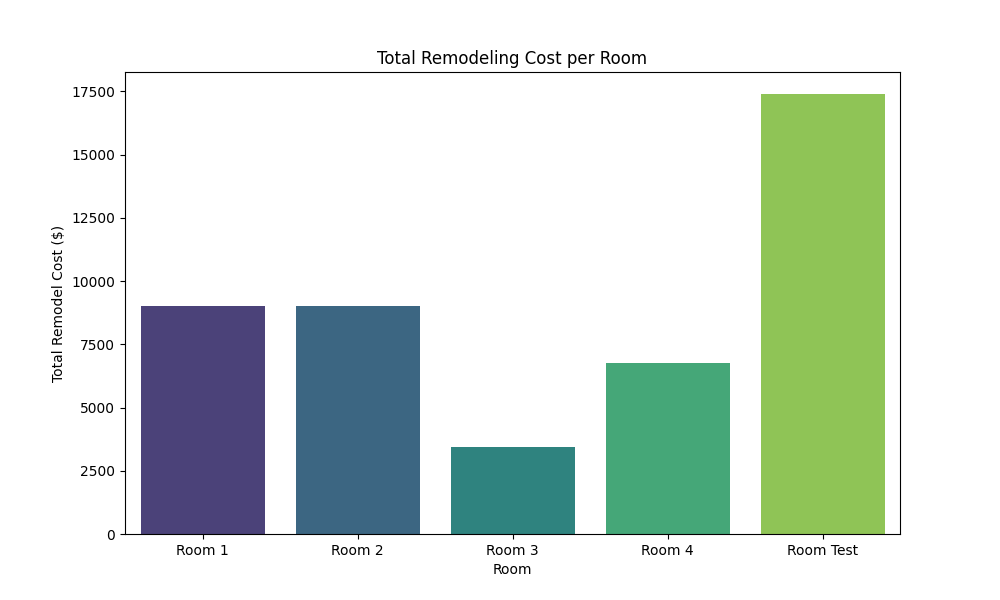 Total Remodeling Cost per Room
Total Remodel Cost ($)
17500
15000
12500
10000
7500
5000
2500
0
Room 1 Room 2 Room 3 Room 4 Room Test
Room